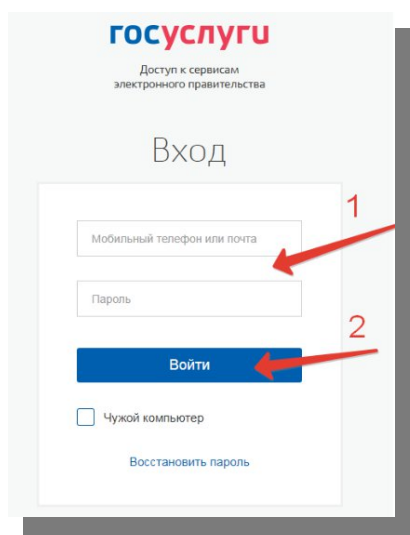 госуслуги
Доступ к сервисам
электронного правительства
Вход
1
Мобильный телефон или почта
Пароль
2
Войти
Чужой компьютер
Восстановить пароль